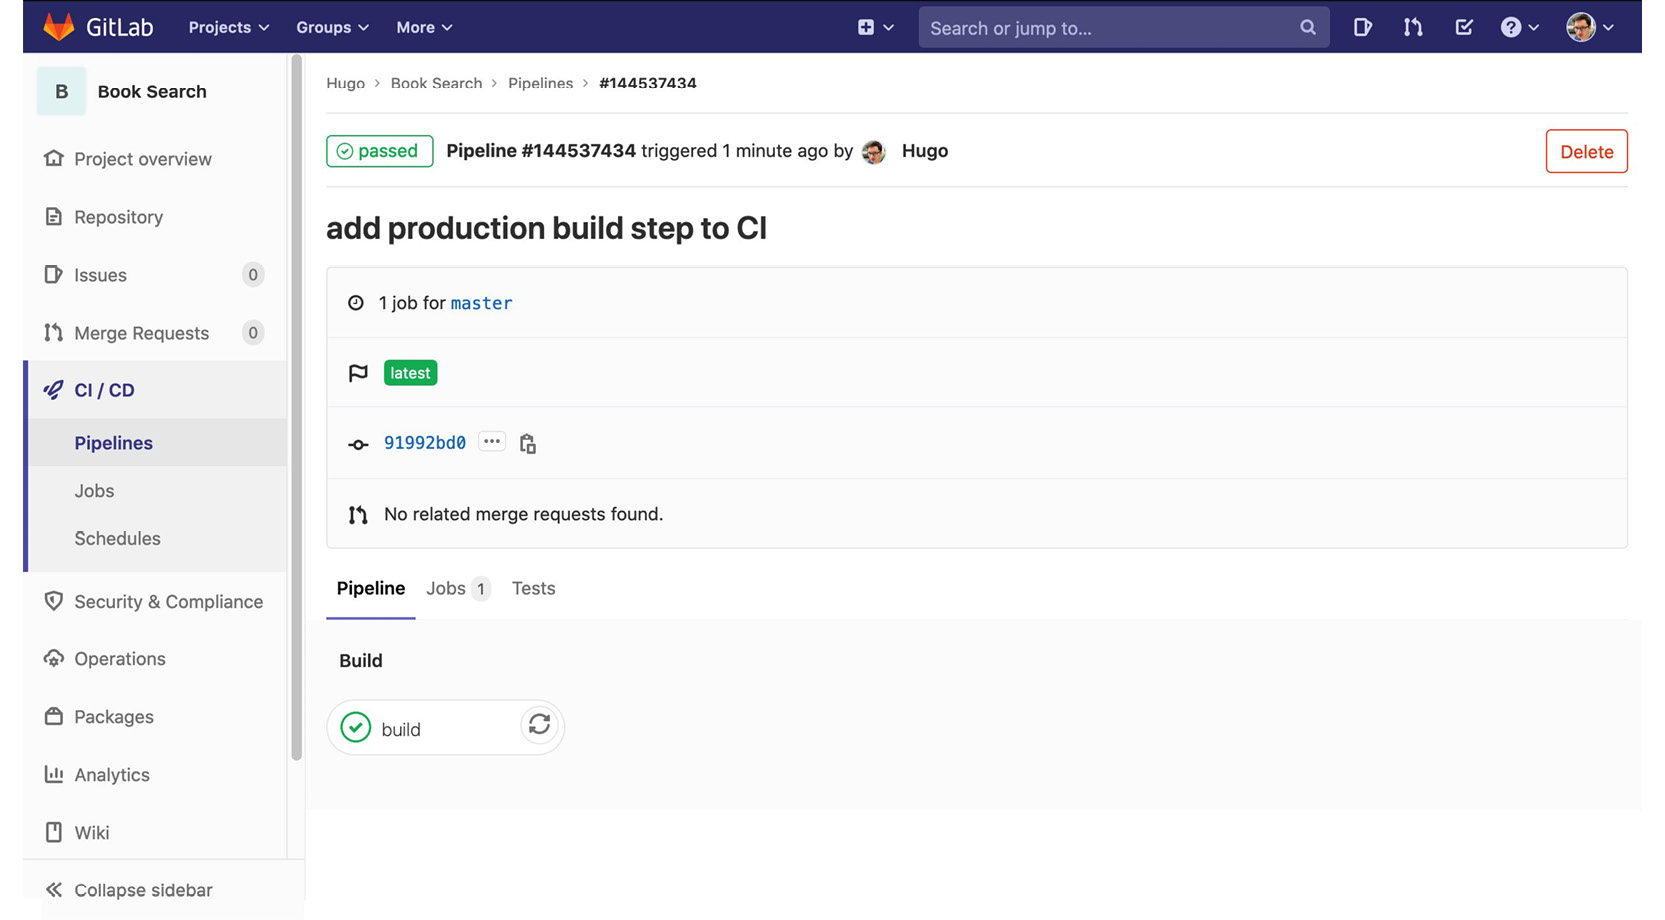 GitLab Projects Groups More Search or jump to...
B Book Search
Project overview
Repository
Issues 0
Merge Requests 0
CI / CD
Pipelines
Jobs
Schedules
Security & Compliance
Operations
Packages
Analytics
Wiki
Collapse sidebar
Hugo > Book Search > Pipelines > #144537434
passed Pipeline #144537434 triggered 1 minute ago by Hugo Delete
add production build step to CI
1 job for master
latest
91992bd0 ...
No related merge requests found.
Pipeline Jobs 1 Tests
Build
build